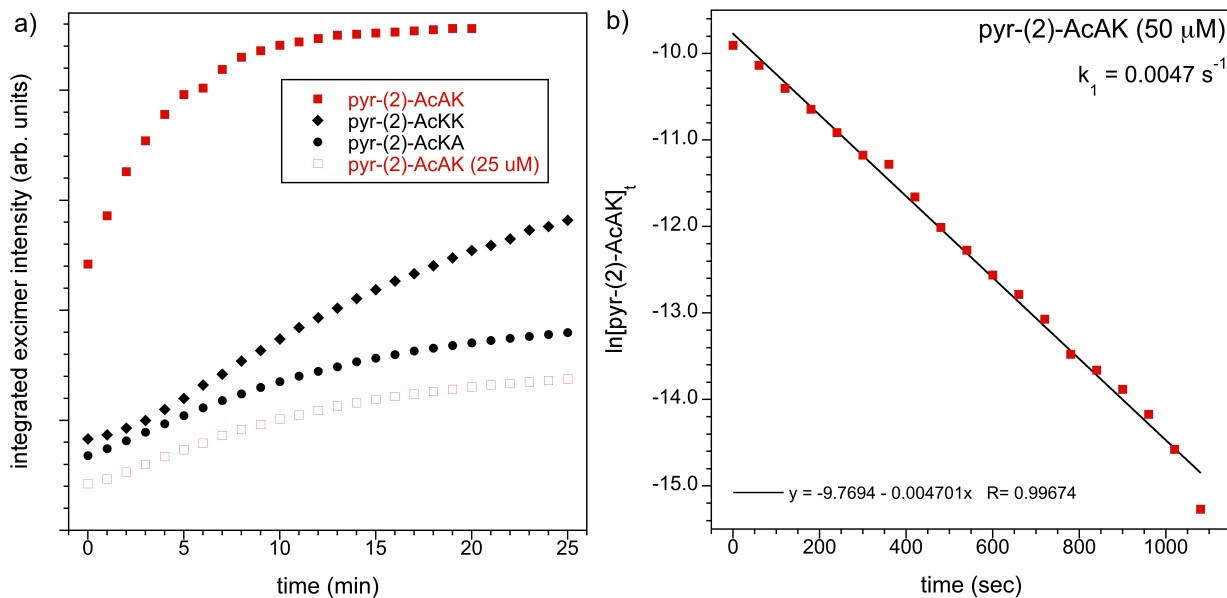 a)
integrated excimer intensity (arb. units)
pyr-(2)-AcAK
pyr-(2)-AcKK
pyr-(2)-AcKA
pyr-(2)-AcAK (25 uM)
0 5 10 15 20 25
time (min)
b)
pyr-(2)-AcAK (50 μM)
k₁ = 0.0047 s⁻¹
ln[pyr-(2)-AcAK]ₜ
-10.0
-11.0
-12.0
-13.0
-14.0
-15.0
y = -9.7694 - 0.004701x R= 0.99674
0 200 400 600 800 1000
time (sec)